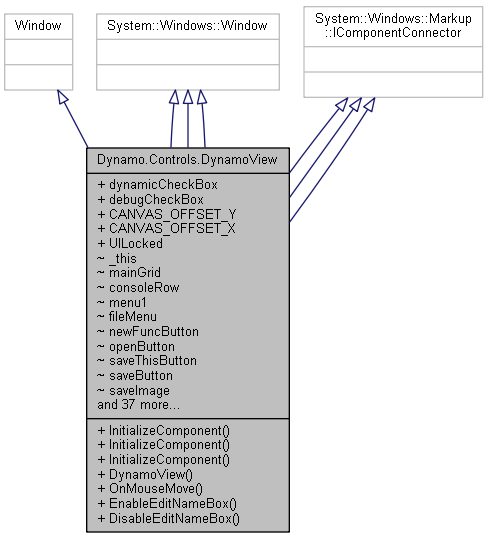 Window
System::Windows::Window
System::Windows::Markup
::IComponentConnector
Dynamo.Controls.DynamoView
+ dynamicCheckBox
+ debugCheckBox
+ CANVAS_OFFSET_Y
+ CANVAS_OFFSET_X
+ UILocked
~ _this
~ mainGrid
~ consoleRow
~ menu1
~ fileMenu
~ newFuncButton
~ openButton
~ saveThisButton
~ saveButton
~ saveImage
and 37 more...
+ InitializeComponent()
+ InitializeComponent()
+ InitializeComponent()
+ DynamoView()
+ OnMouseMove()
+ EnableEditNameBox()
+ DisableEditNameBox()